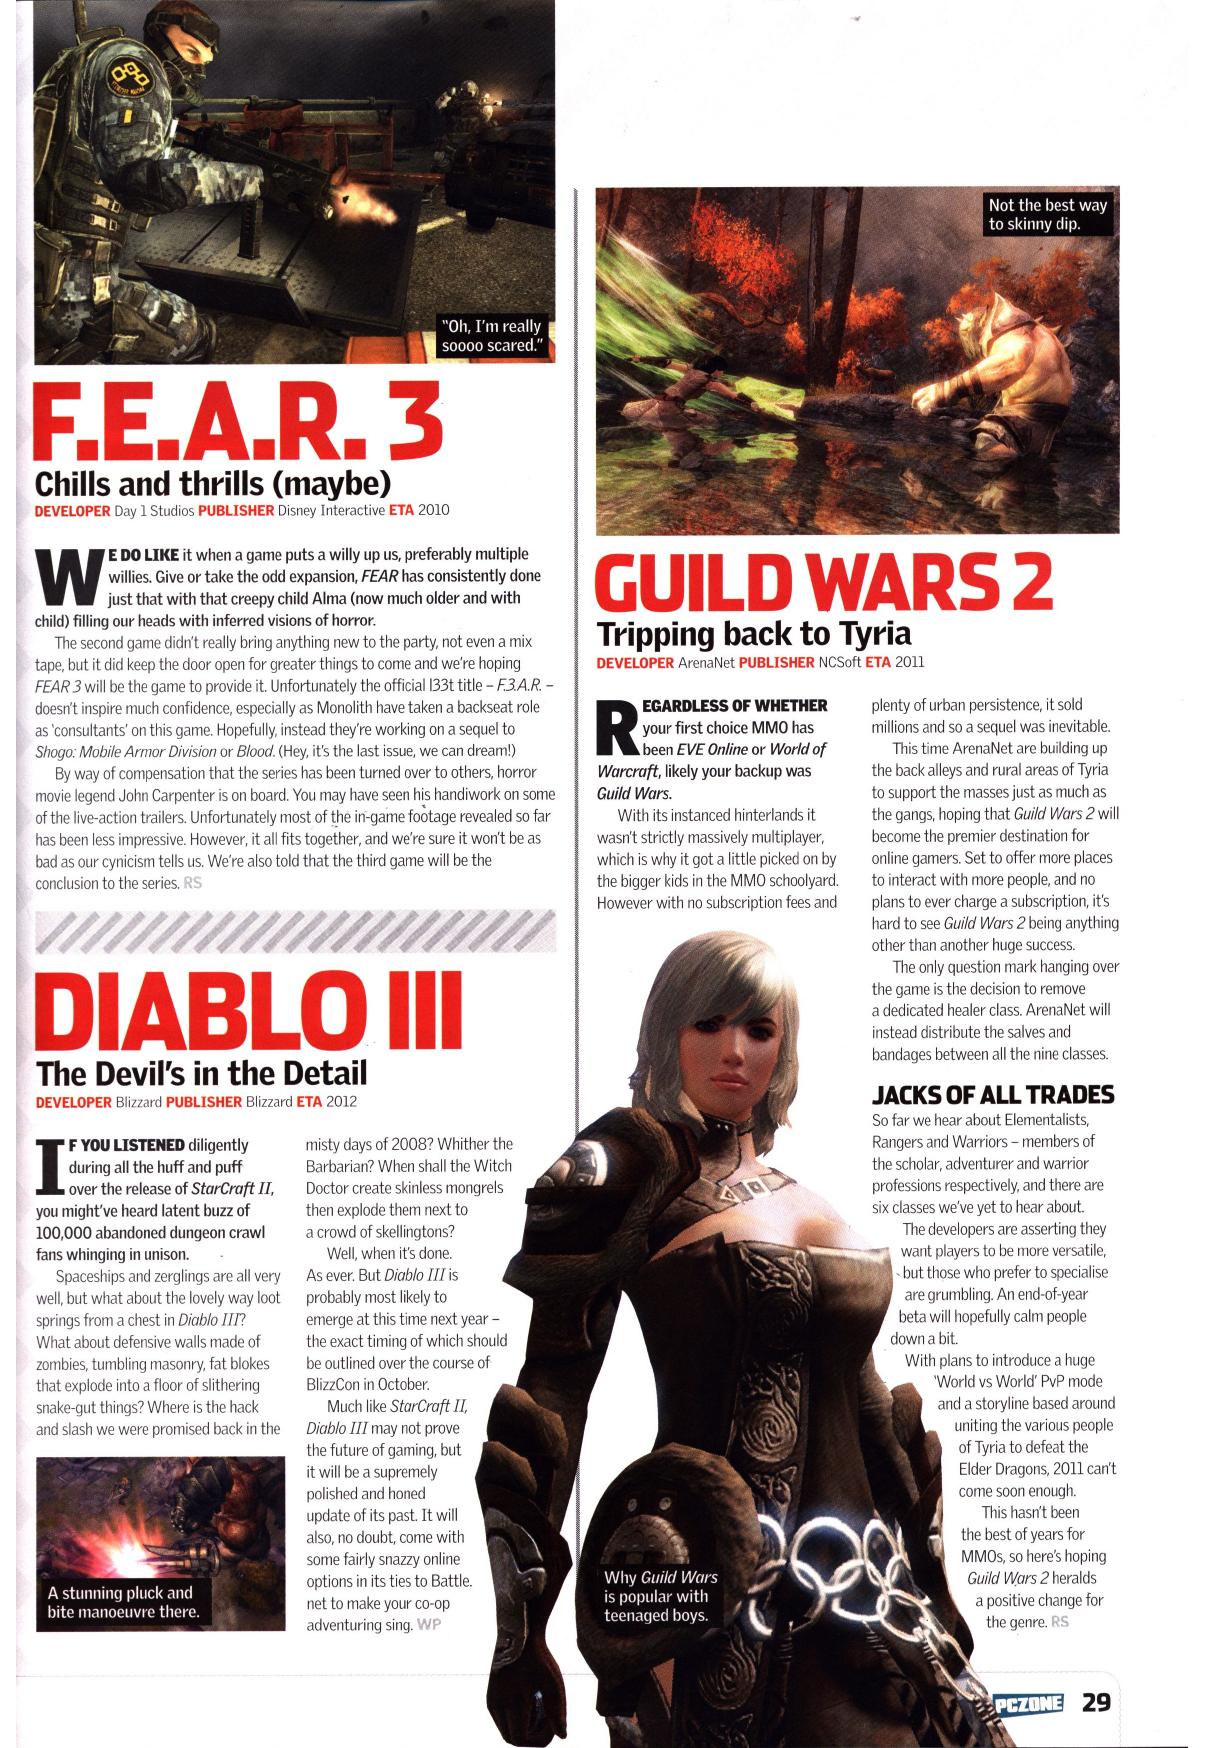 "Oh, I'm really
soooo scared."
F.E.A.R. 3
Chills and thrills (maybe)
DEVELOPER Day 1 Studios PUBLISHER Disney Interactive ETA 2010
WE DO LIKE it when a game puts a willy up us, preferably multiple
willies. Give or take the odd expansion, FEAR has consistently done
just that with that creepy child Alma (now much older and with
child) filling our heads with inferred visions of horror.
The second game didn't really bring anything new to the party, not even a mix
tape, but it did keep the door open for greater things to come and we're hoping
FEAR 3 will be the game to provide it. Unfortunately the official l33t title – F.3.A.R. –
doesn't inspire much confidence, especially as Monolith have taken a backseat role
as 'consultants' on this game. Hopefully, instead they're working on a sequel to
Shogo: Mobile Armor Division or Blood. (Hey, it's the last issue, we can dream!)
By way of compensation that the series has been turned over to others, horror
movie legend John Carpenter is on board. You may have seen his handiwork on some
of the live-action trailers. Unfortunately most of the in-game footage revealed so far
has been less impressive. However, it all fits together, and we're sure it won't be as
bad as our cynicism tells us. We're also told that the third game will be the
conclusion to the series. RS
DIABLO III
The Devil's in the Detail
DEVELOPER Blizzard PUBLISHER Blizzard ETA 2012
IF YOU LISTENED diligently
during all the huff and puff
over the release of StarCraft II,
you might've heard latent buzz of
100,000 abandoned dungeon crawl
fans whinging in unison.
Spaceships and zerglings are all very
well, but what about the lovely way loot
springs from a chest in Diablo III?
What about defensive walls made of
zombies, tumbling masonry, fat blokes
that explode into a floor of slithering
snake-gut things? Where is the hack
and slash we were promised back in the
A stunning pluck and
bite manoeuvre there.
misty days of 2008? Whither the
Barbarian? When shall the Witch
Doctor create skinless mongrels
then explode them next to
a crowd of skellingtons?
Well, when it's done.
As ever. But Diablo III is
probably most likely to
emerge at this time next year –
the exact timing of which should
be outlined over the course of
BlizzCon in October.
Much like StarCraft II,
Diablo III may not prove
the future of gaming, but
it will be a supremely
polished and honed
update of its past. It will
also, no doubt, come with
some fairly snazzy online
options in its ties to Battle.
net to make your co-op
adventuring sing. WP
Not the best way
to skinny dip.
GUILD WARS 2
Tripping back to Tyria
DEVELOPER ArenaNet PUBLISHER NCSoft ETA 2011
REGARDLESS OF WHETHER
your first choice MMO has
been EVE Online or World of
Warcraft, likely your backup was
Guild Wars.
With its instanced hinterlands it
wasn't strictly massively multiplayer,
which is why it got a little picked on by
the bigger kids in the MMO schoolyard.
However with no subscription fees and
Why Guild Wars
is popular with
teenaged boys.
plenty of urban persistence, it sold
millions and so a sequel was inevitable.
This time ArenaNet are building up
the back alleys and rural areas of Tyria
to support the masses just as much as
the gangs, hoping that Guild Wars 2 will
become the premier destination for
online gamers. Set to offer more places
to interact with more people, and no
plans to ever charge a subscription, it's
hard to see Guild Wars 2 being anything
other than another huge success.
The only question mark hanging over
the game is the decision to remove
a dedicated healer class. ArenaNet will
instead distribute the salves and
bandages between all the nine classes.
JACKS OF ALL TRADES
So far we hear about Elementalists,
Rangers and Warriors – members of
the scholar, adventurer and warrior
professions respectively, and there are
six classes we've yet to hear about.
The developers are asserting they
want players to be more versatile,
but those who prefer to specialise
are grumbling. An end-of-year
beta will hopefully calm people
down a bit.
With plans to introduce a huge
'World vs World' PvP mode
and a storyline based around
uniting the various people
of Tyria to defeat the
Elder Dragons, 2011 can't
come soon enough.
This hasn't been
the best of years for
MMOs, so here's hoping
Guild Wars 2 heralds
a positive change for
the genre. RS
PCZONE 29